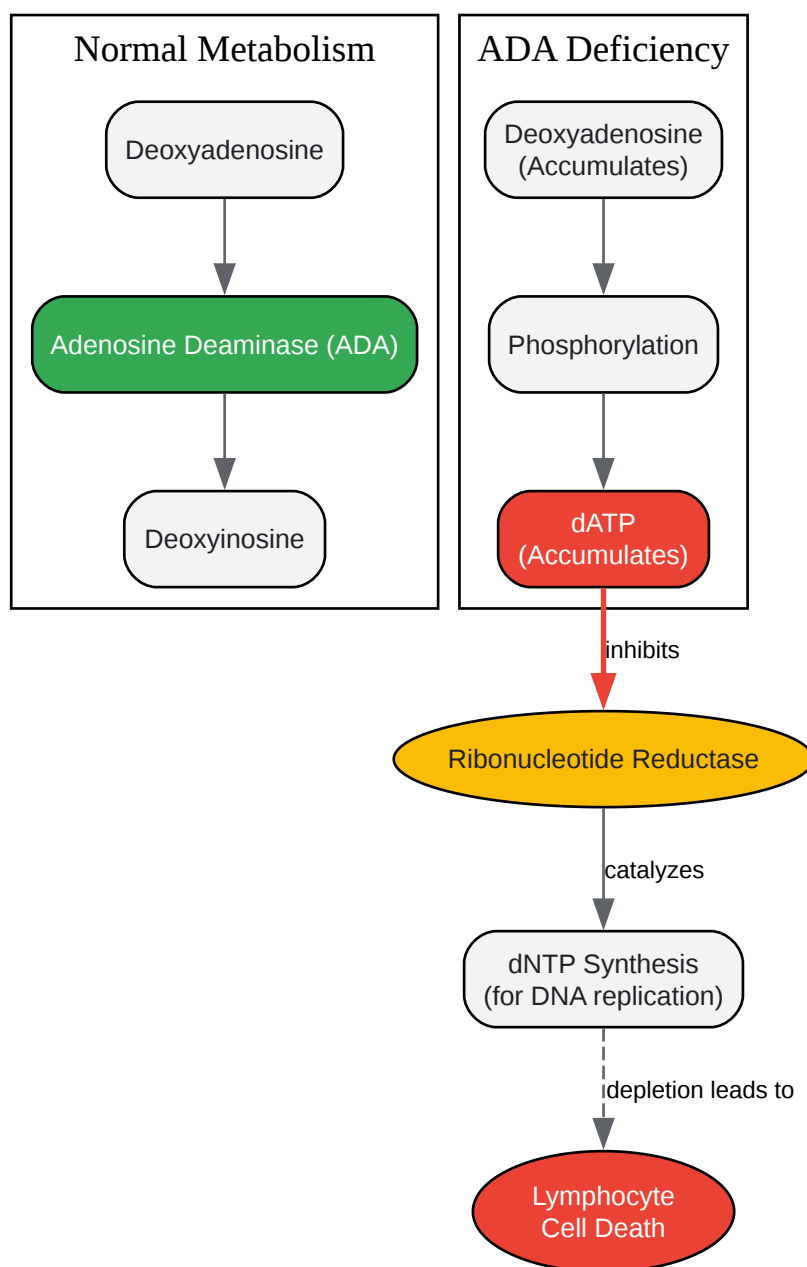 Normal Metabolism
Deoxyadenosine
Adenosine Deaminase (ADA)
Deoxyinosine
ADA Deficiency
Deoxyadenosine
(Accumulates)
Phosphorylation
dATP
(Accumulates)
inhibits
Ribonucleotide Reductase
catalyzes
dNTP Synthesis
(for DNA replication)
depletion leads to
Lymphocyte
Cell Death